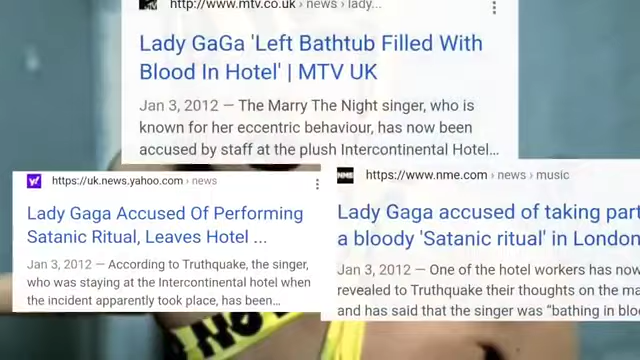 http://www.mtv.co.uk › news › lady...
Lady GaGa 'Left Bathtub Filled With
Blood In Hotel' | MTV UK
Jan 3, 2012 — The Marry The Night singer, who is
known for her eccentric behaviour, has now been
accused by staff at the plush Intercontinental Hotel...
y!
https://uk.news.yahoo.com › news
Lady Gaga Accused Of Performing
Satanic Ritual, Leaves Hotel ...
Jan 3, 2012 — According to Truthquake, the singer,
who was staying at the Intercontinental hotel when
the incident apparently took place, has been...
NME
https://www.nme.com › news › music
Lady Gaga accused of taking part
a bloody 'Satanic ritual' in London
Jan 3, 2012 — One of the hotel workers has now
revealed to Truthquake their thoughts on the ma
and has said that the singer was "bathing in bloo
NOT